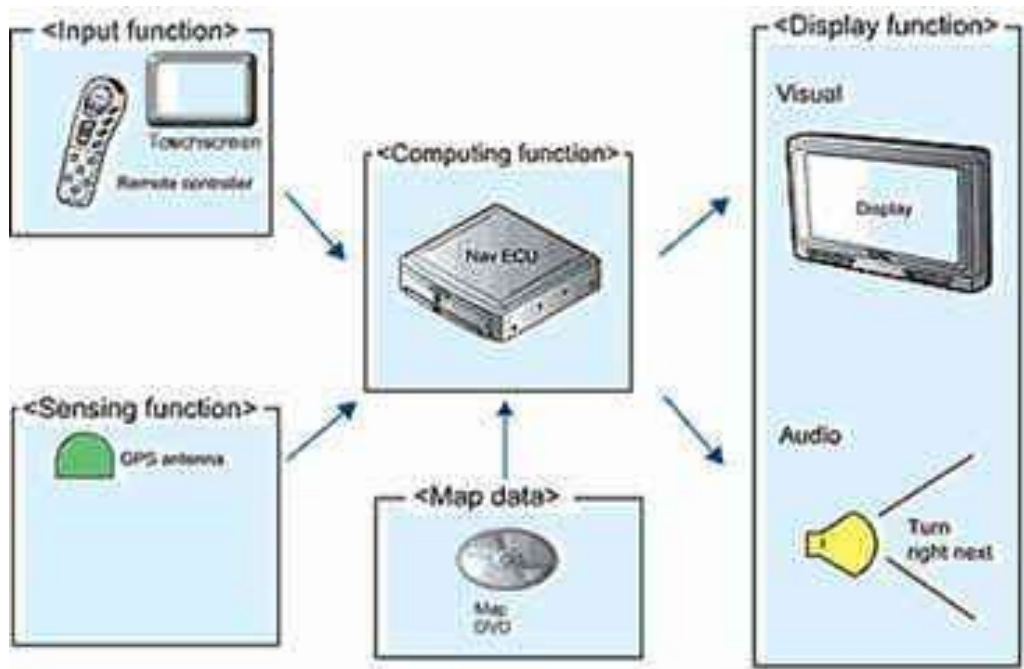 <Input function>
Touchscreen
Remote controller
<Computing function>
Nav ECU
<Sensing function>
GPS antenna
<Map data>
Map
DVD
<Display function>
Visual
Display
Audio
Turn
right next